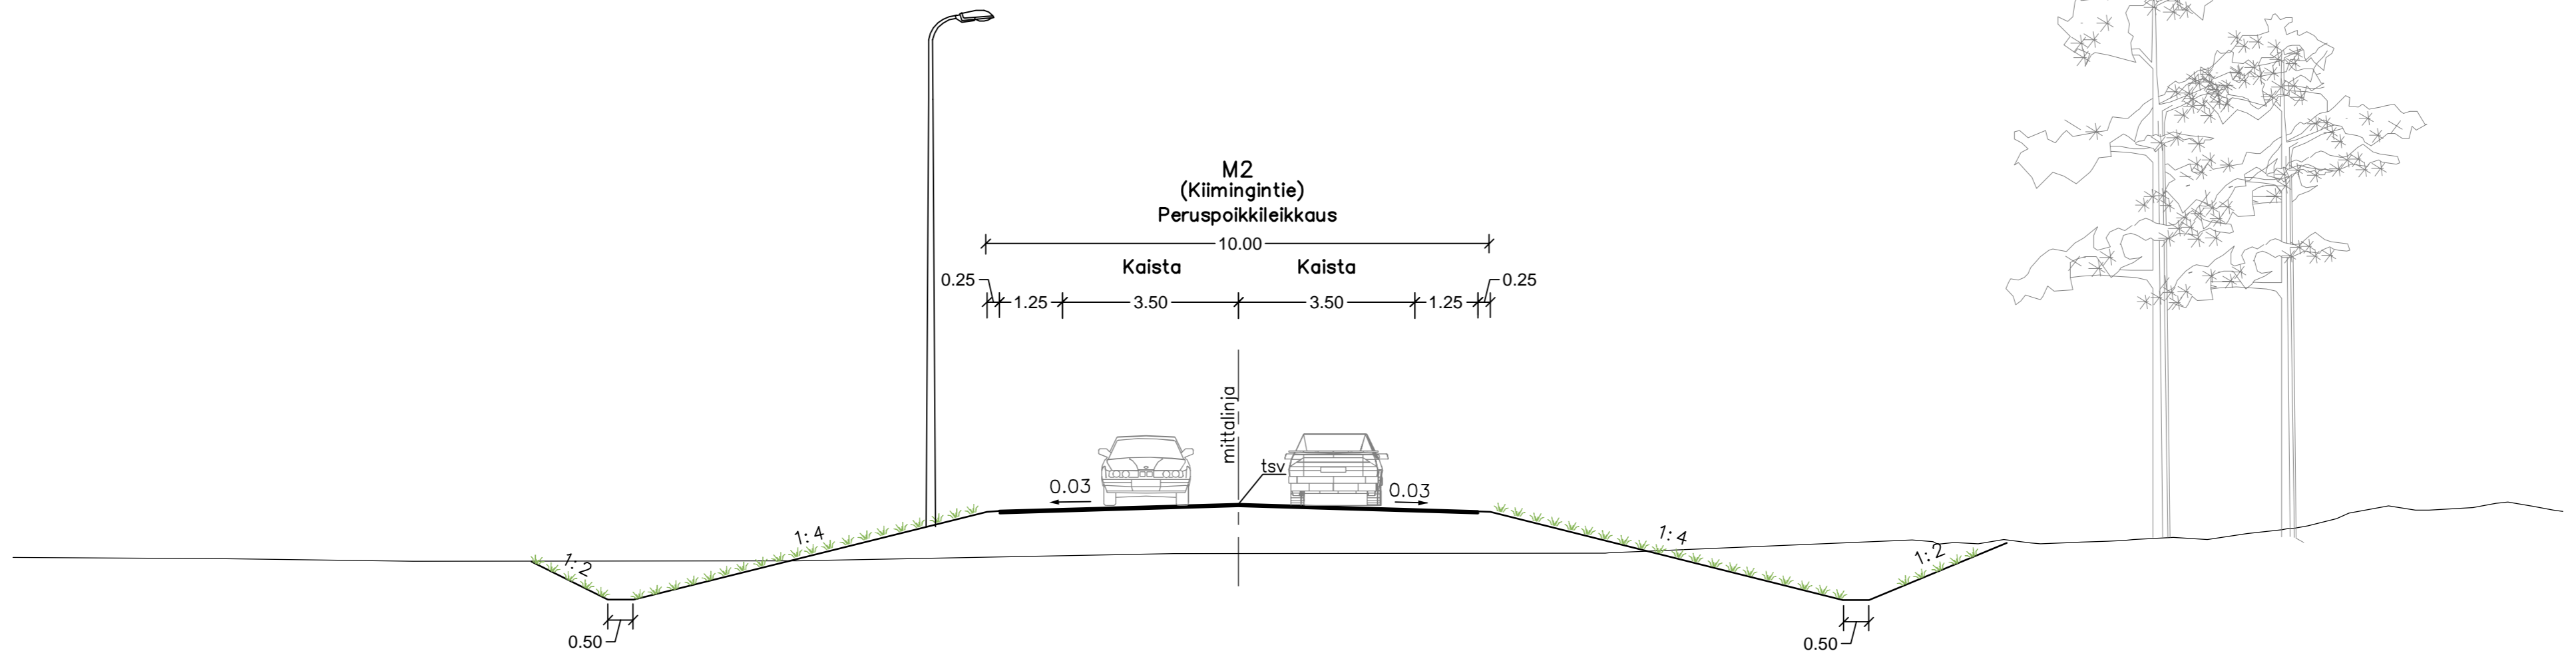 M2
(Kiimingintie)
Peruspoikkileikkaus
10.00
Kaista Kaista
0.25 0.25
1.25 3.50 3.50 1.25
mittalinja
tsv
0.03 0.03
1:4 1:4
1:2 1:2
0.50 0.50